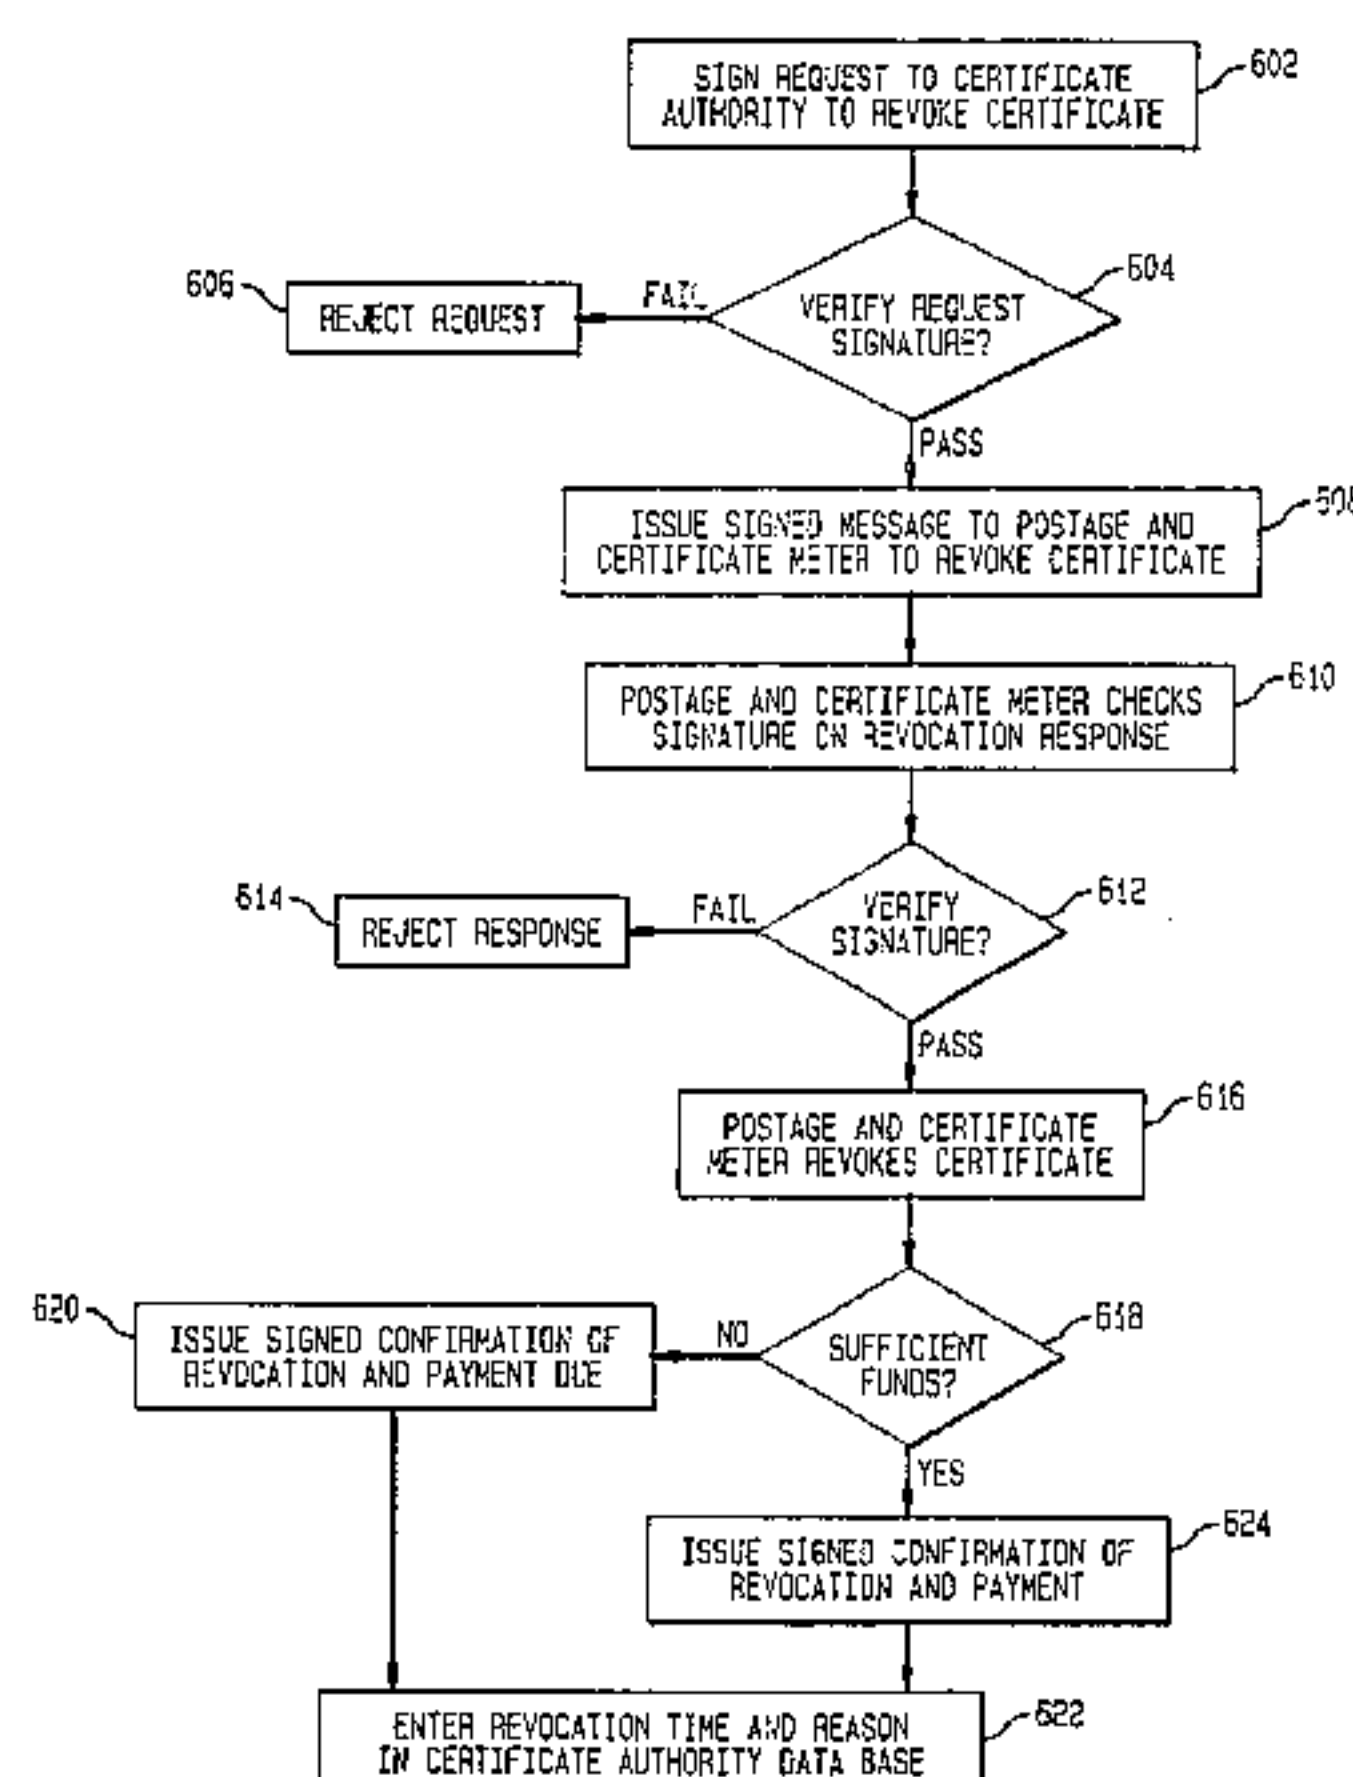 SIGN REQUEST TO CERTIFICATE
AUTHORITY TO REVOKE CERTIFICATE
602
VERIFY REQUEST
SIGNATURE?
604
FAIL
606
REJECT REQUEST
PASS
ISSUE SIGNED MESSAGE TO POSTAGE AND
CERTIFICATE METER TO REVOKE CERTIFICATE
608
POSTAGE AND CERTIFICATE METER CHECKS
SIGNATURE ON REVOCATION RESPONSE
610
VERIFY
SIGNATURE?
612
FAIL
614
REJECT RESPONSE
PASS
POSTAGE AND CERTIFICATE
METER REVOKES CERTIFICATE
616
SUFFICIENT
FUNDS?
618
NO
620
ISSUE SIGNED CONFIRMATION OF
REVOCATION AND PAYMENT DUE
YES
ISSUE SIGNED CONFIRMATION OF
REVOCATION AND PAYMENT
624
ENTER REVOCATION TIME AND REASON
IN CERTIFICATE AUTHORITY DATA BASE
622